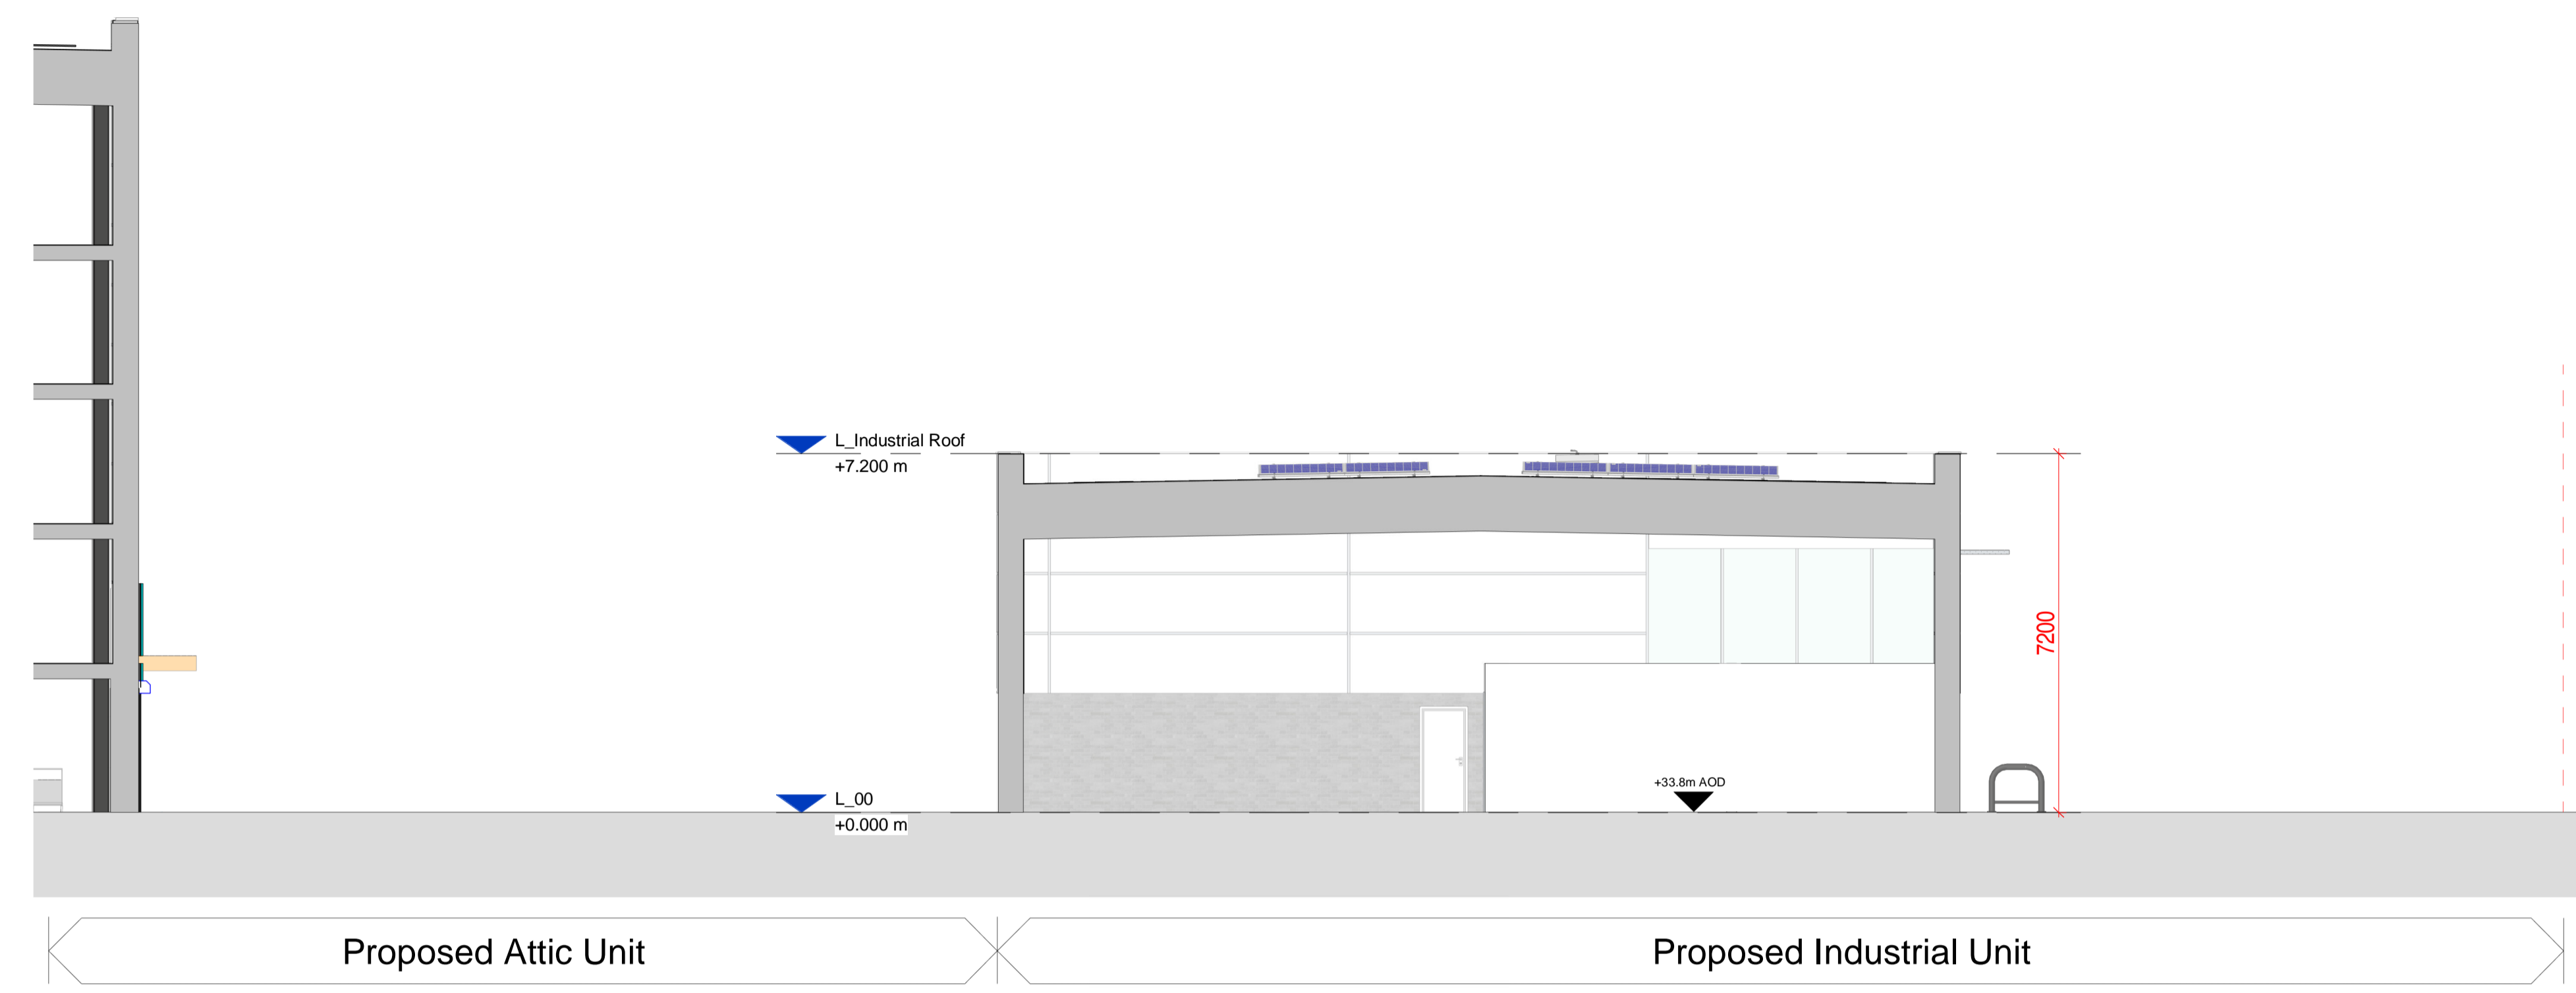 L_Industrial Roof
+7.200 m
7200
+33.8m AOD
L_00
+0.000 m
Proposed Attic Unit
Proposed Industrial Unit